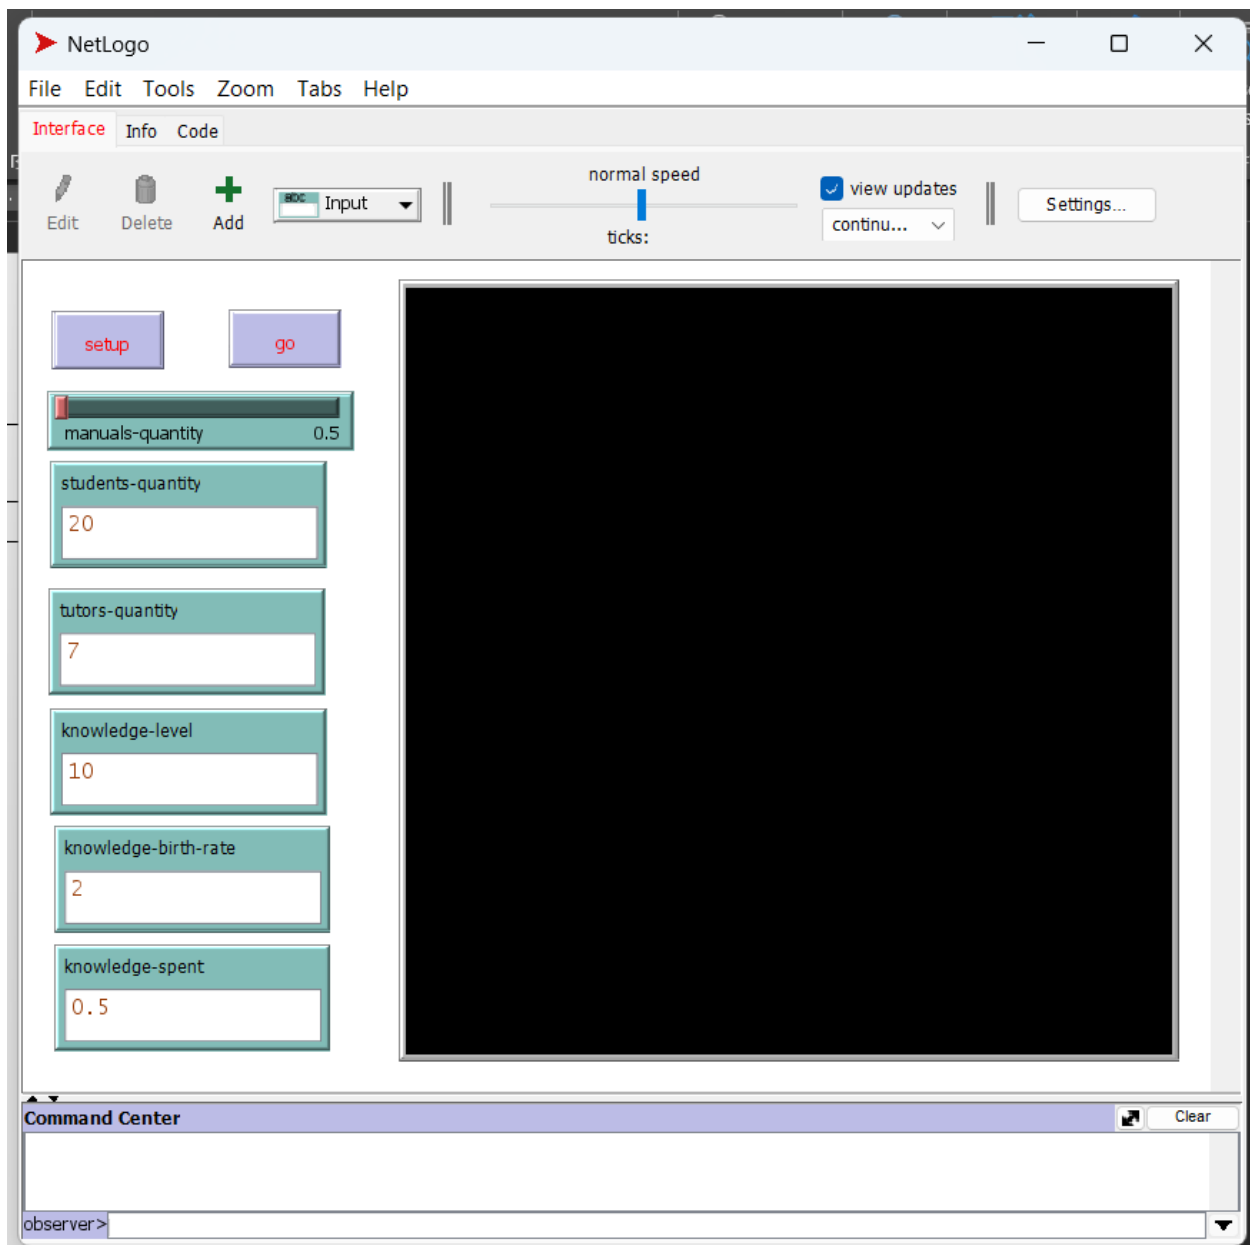 NetLogo
File Edit Tools Zoom Tabs Help
Interface Info Code
normal speed
Edit Delete Add abc Input ticks: view updates continu... Settings...
setup go
manuals-quantity 0.5
students-quantity
20
tutors-quantity
7
knowledge-level
10
knowledge-birth-rate
2
knowledge-spent
0.5
Command Center Clear
observer>